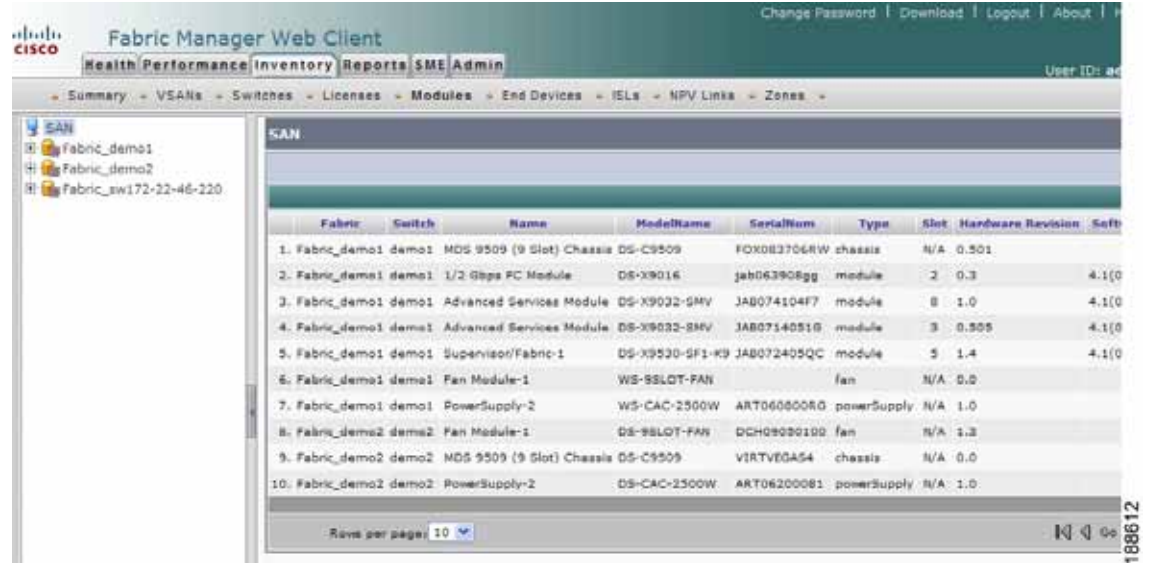 Change Password | Download | Logout | About |
cisco
Fabric Manager Web Client
Health Performance Inventory Reports SME Admin
User ID: ad
Summary VSANs Switches Licenses Modules End Devices ISLs NPV Links Zones
SAN
Fabric_demo1
Fabric_demo2
Fabric_sw172-22-46-220
SAN
Fabric Switch Name ModelName SerialNum Type Slot Hardware Revision Soft
1. Fabric_demo1 demo1 MDS 9509 (9 Slot) Chassis DS-C9509 FOX083706RW chassis N/A 0.501
2. Fabric_demo1 demo1 1/2 Gbps FC Module DS-X9016 jab063908gg module 2 0.3 4.1(0
3. Fabric_demo1 demo1 Advanced Services Module DS-X9032-SMV JAB074104F7 module 8 1.0 4.1(0
4. Fabric_demo1 demo1 Advanced Services Module DS-X9032-SMV module 3 0.505 4.1(0
5. Fabric_demo1 demo1 Supervisor/Fabric-1 DS-X9530-SF1-K9 JAB072405QC module 5 1.4 4.1(0
6. Fabric_demo1 demo1 Fan Module-1 WS-9SLOT-FAN fan N/A 0.0
7. Fabric_demo1 demo1 PowerSupply-2 WS-CAC-2500W powerSupply N/A 1.0
8. Fabric_demo2 demo2 Fan Module-1 DS-9SLOT-FAN fan N/A 1.3
9. Fabric_demo2 demo2 MDS 9509 (9 Slot) Chassis DS-C9509 VIRTVEGAS4 chassis N/A 0.0
10. Fabric_demo2 demo2 PowerSupply-2 DS-CAC-2500W ART06200081 powerSupply N/A 1.0
Rows per page: 10
Go
188612